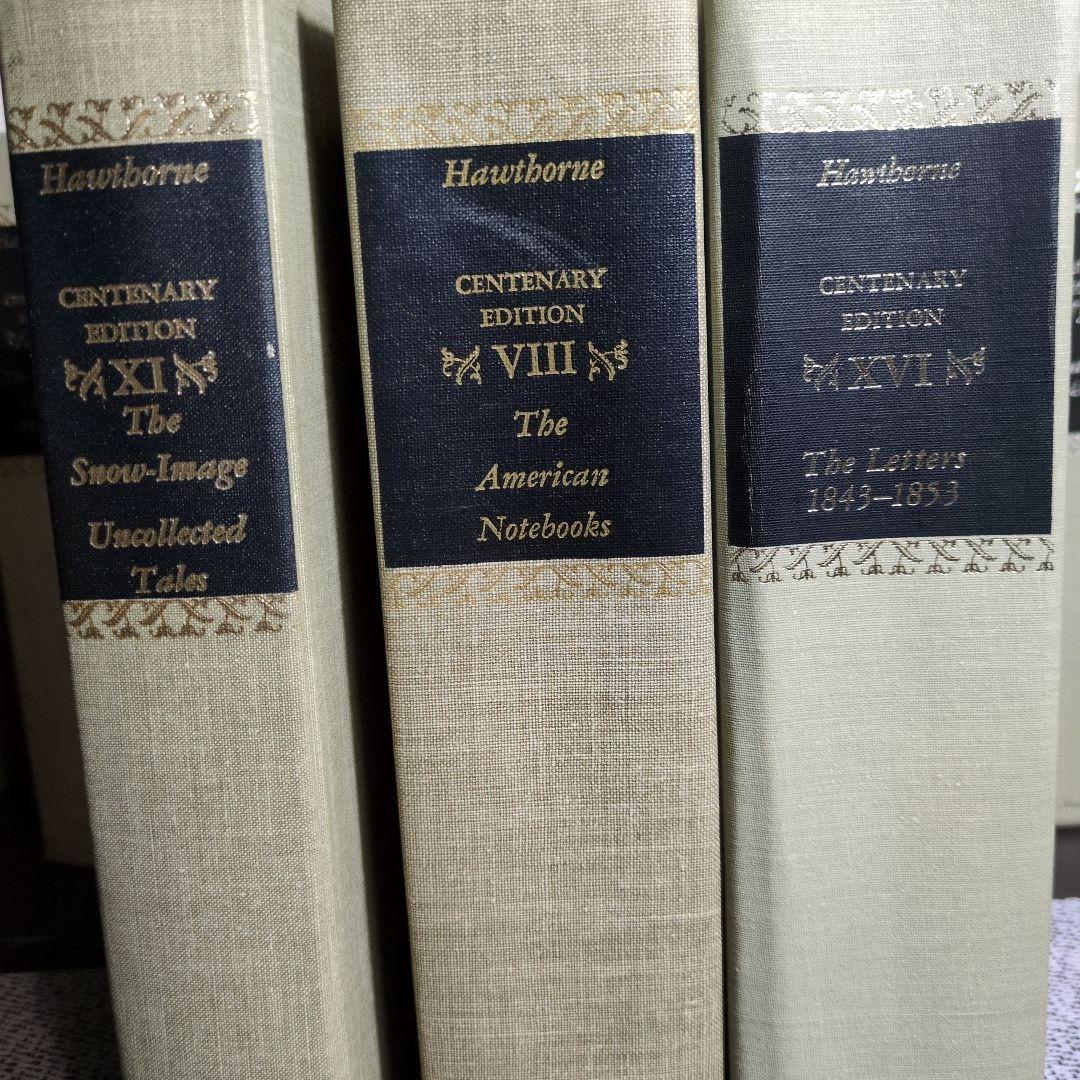 Hawthorne
CENTENARY
EDITION
XI
The
Snow-Image
Uncollected
Tales
Hawthorne
CENTENARY
EDITION
VIII
The
American
Notebooks
Hawthorne
CENTENARY
EDITION
XVI
The Letters
1843–1853